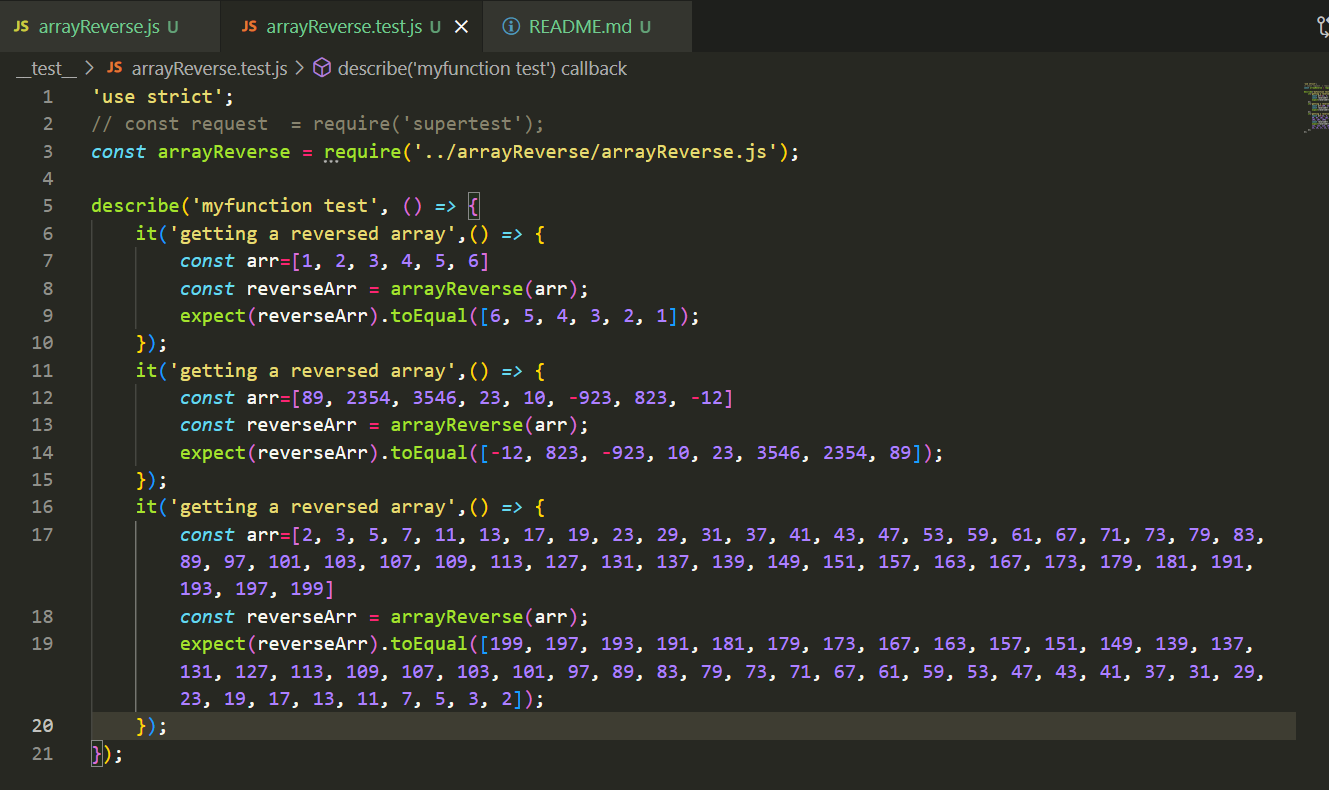 JS arrayReverse.js U JS arrayReverse.test.js U README.md U
__test__ > JS arrayReverse.test.js > describe('myfunction test') callback
1 'use strict';
2 // const request  = require('supertest');
3 const arrayReverse = require('../arrayReverse/arrayReverse.js');
4
5 describe('myfunction test', () => {
6     it('getting a reversed array',() => {
7         const arr=[1, 2, 3, 4, 5, 6]
8         const reverseArr = arrayReverse(arr);
9         expect(reverseArr).toEqual([6, 5, 4, 3, 2, 1]);
10     });
11     it('getting a reversed array',() => {
12         const arr=[89, 2354, 3546, 23, 10, -923, 823, -12]
13         const reverseArr = arrayReverse(arr);
14         expect(reverseArr).toEqual([-12, 823, -923, 10, 23, 3546, 2354, 89]);
15     });
16     it('getting a reversed array',() => {
17         const arr=[2, 3, 5, 7, 11, 13, 17, 19, 23, 29, 31, 37, 41, 43, 47, 53, 59, 61, 67, 71, 73, 79, 83,
89, 97, 101, 103, 107, 109, 113, 127, 131, 137, 139, 149, 151, 157, 163, 167, 173, 179, 181, 191,
193, 197, 199]
18         const reverseArr = arrayReverse(arr);
19         expect(reverseArr).toEqual([199, 197, 193, 191, 181, 179, 173, 167, 163, 157, 151, 149, 139, 137,
131, 127, 113, 109, 107, 103, 101, 97, 89, 83, 79, 73, 71, 67, 61, 59, 53, 47, 43, 41, 37, 31, 29,
23, 19, 17, 13, 11, 7, 5, 3, 2]);
20     });
21 });